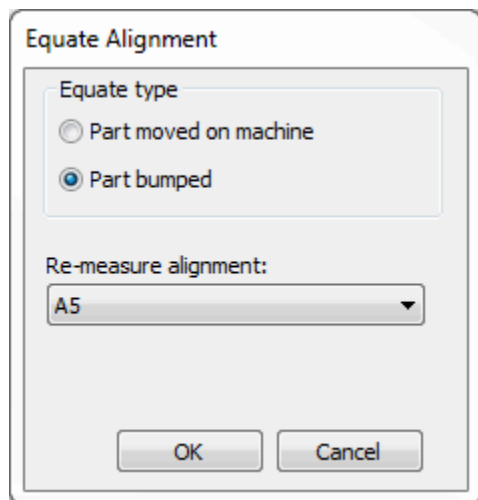 Equate Alignment
Equate type
Part moved on machine
Part bumped
Re-measure alignment:
A5
OK Cancel